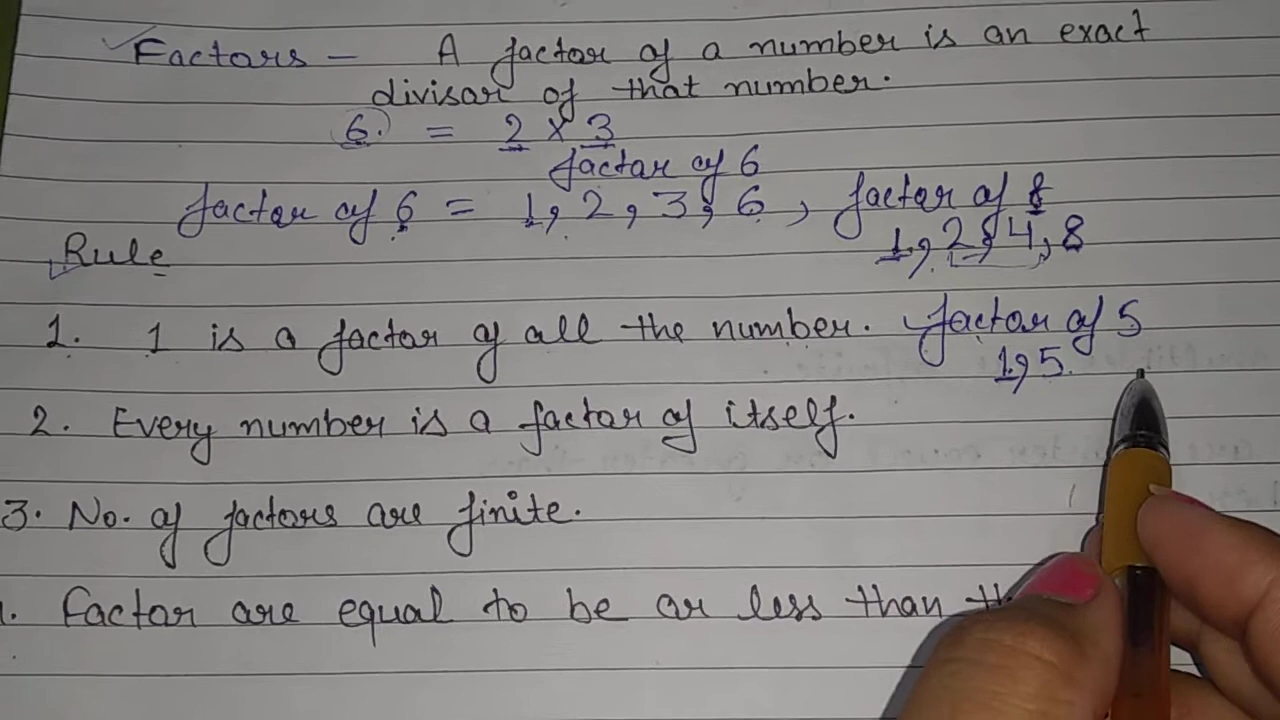 Factors - A factor of a number is an exact
divisor of that number.
6. = 2 x 3
factor of 6
factor of 6 = 1, 2, 3, 6, factor of 8
1, 2, 4, 8
Rule
1. 1 is a factor of all the number. factor of 5
1, 5.
2. Every number is a factor of itself.
3. No. of factors are finite.
Factor are equal to be or less than